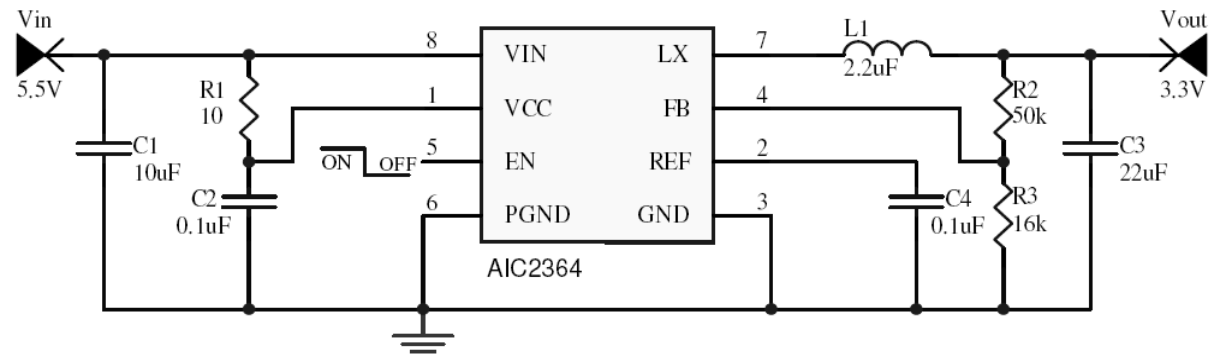 Vin
5.5V
C1
10uF
R1
10
C2
0.1uF
ON OFF
8
1
5
6
VIN
VCC
EN
PGND
LX
FB
REF
GND
AIC2364
7
4
2
3
L1
2.2uF
C4
0.1uF
R2
50k
R3
16k
C3
22uF
Vout
3.3V